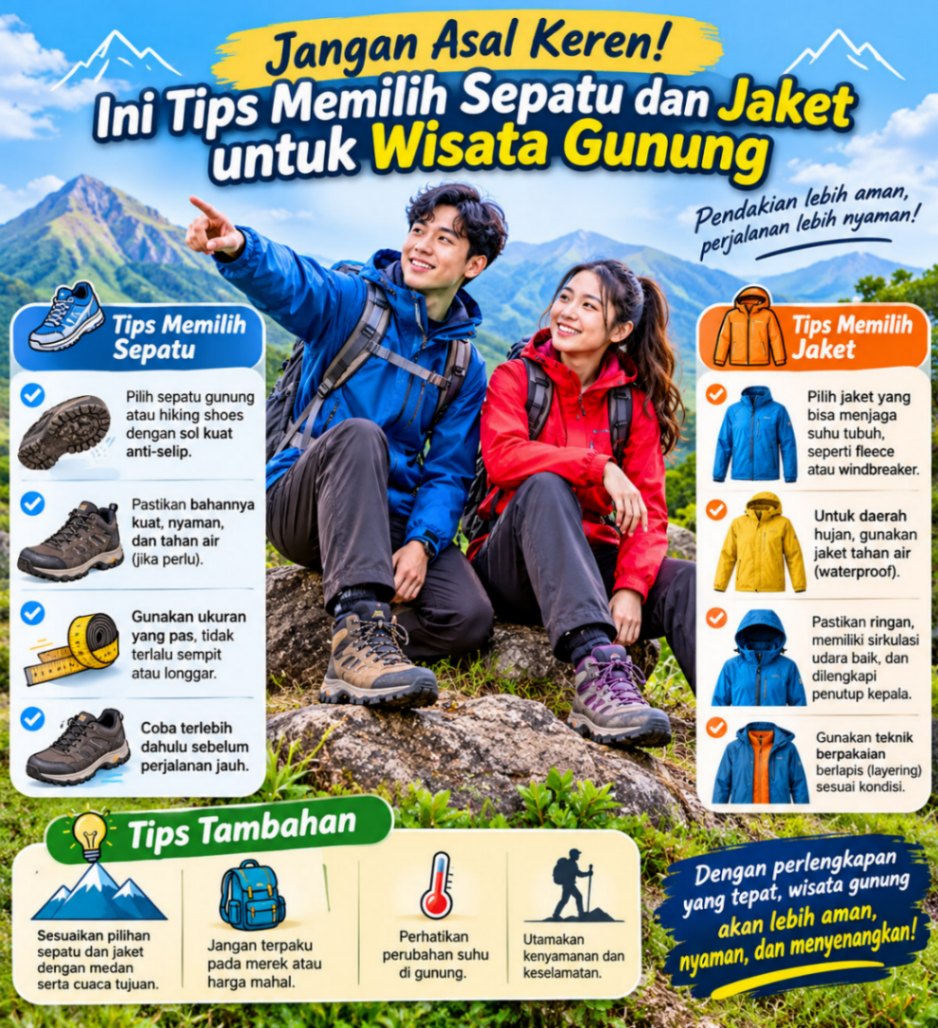 Jangan Asal Keren!
Ini Tips Memilih Sepatu dan Jaket
untuk Wisata Gunung
Pendakian lebih aman,
perjalanan lebih nyaman!
Tips Memilih
Sepatu
Pilih sepatu gunung
atau hiking shoes
dengan sol kuat
anti-selip.
Pastikan bahannya
kuat, nyaman,
dan tahan air
(jika perlu).
Gunakan ukuran
yang pas, tidak
terlalu sempit
atau longgar.
Coba terlebih
dahulu sebelum
perjalanan jauh.
Tips Memilih
Jaket
Pilih jaket yang
bisa menjaga
suhu tubuh,
seperti fleece
atau windbreaker.
Untuk daerah
hujan, gunakan
jaket tahan air
(waterproof).
Pastikan ringan,
memiliki sirkulasi
udara baik, dan
dilengkapi
penutup kepala.
Gunakan teknik
berpakaian
berlapis (layering)
sesuai kondisi.
Tips Tambahan
Sesuaikan pilihan
sepatu dan jaket
dengan medan
serta cuaca tujuan.
Jangan terpaku
pada merek atau
harga mahal.
Perhatikan
perubahan suhu
di gunung.
Utamakan
kenyamanan dan
keselamatan.
Dengan perlengkapan
yang tepat, wisata gunung
akan lebih aman,
nyaman, dan menyenangkan!